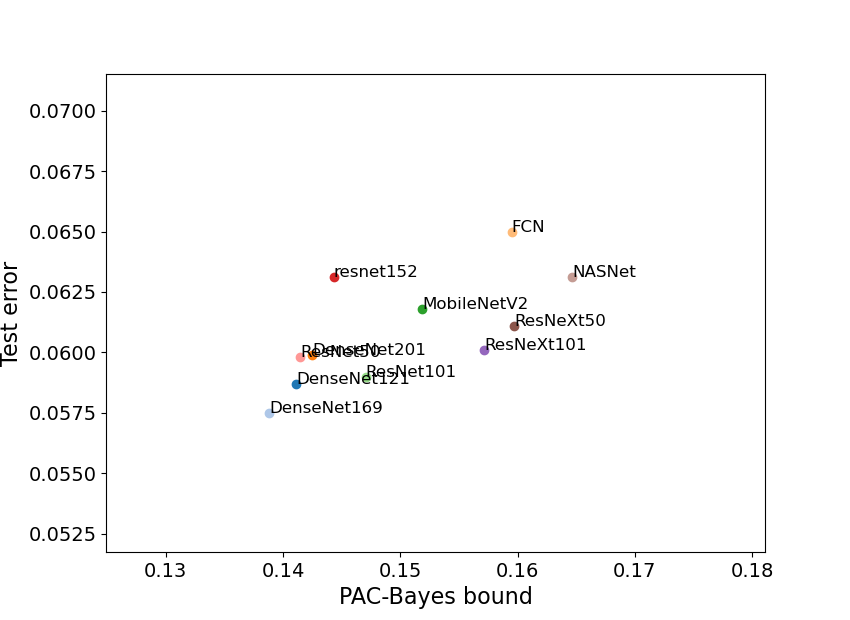 0.0700
0.0675
0.0650
0.0625
0.0600
0.0575
0.0550
0.0525
Test error
FCN
resnet152
NASNet
MobileNetV2
ResNeXt50
ResNeXt101
ResNet50
DenseNet201
ResNet101
DenseNet121
DenseNet169
0.13 0.14 0.15 0.16 0.17 0.18
PAC-Bayes bound